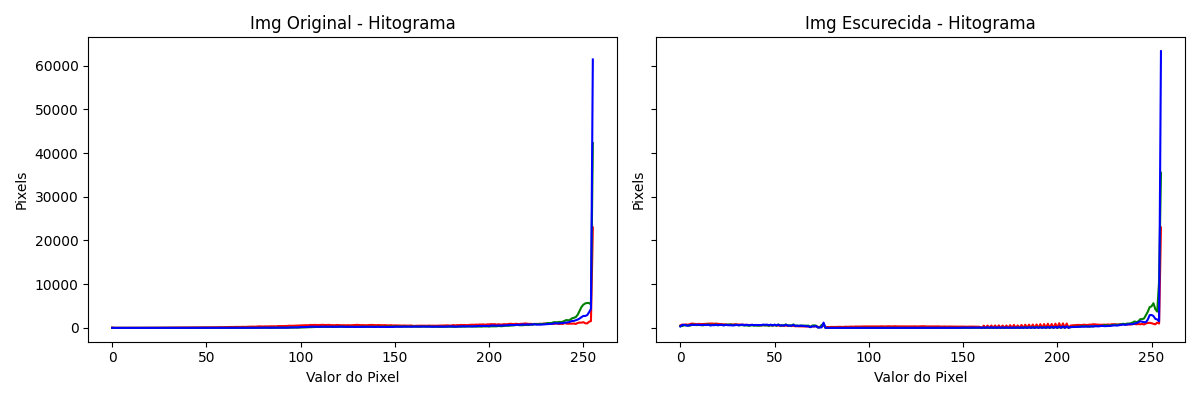 Img Original - Hitograma
Pixels
60000
50000
40000
30000
20000
10000
0
0 50 100 150 200 250
Valor do Pixel
Img Escurecida - Hitograma
Pixels
0 50 100 150 200 250
Valor do Pixel